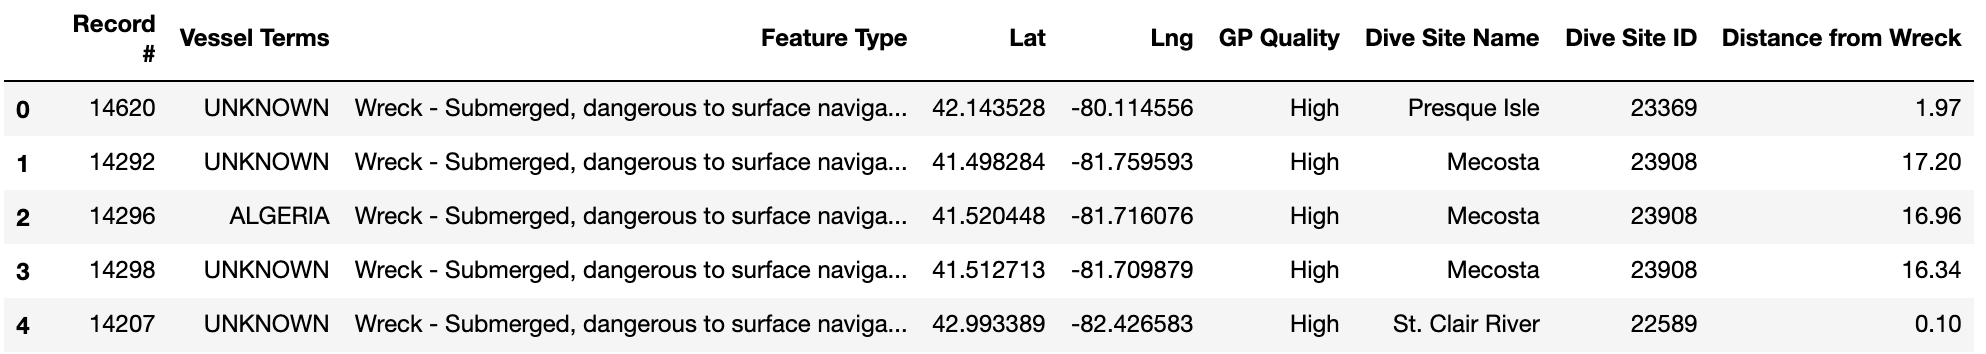 Record # Vessel Terms Feature Type Lat Lng GP Quality Dive Site Name Dive Site ID Distance from Wreck
0 14620 UNKNOWN Wreck - Submerged, dangerous to surface naviga... 42.143528 -80.114556 High Presque Isle 23369 1.97
1 14292 UNKNOWN Wreck - Submerged, dangerous to surface naviga... 41.498284 -81.759593 High Mecosta 23908 17.20
2 14296 ALGERIA Wreck - Submerged, dangerous to surface naviga... 41.520448 -81.716076 High Mecosta 23908 16.96
3 14298 UNKNOWN Wreck - Submerged, dangerous to surface naviga... 41.512713 -81.709879 High Mecosta 23908 16.34
4 14207 UNKNOWN Wreck - Submerged, dangerous to surface naviga... 42.993389 -82.426583 High St. Clair River 22589 0.10